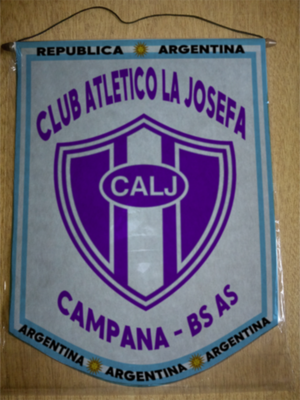 REPUBLICA ARGENTINA
CLUB ATLETICO LA JOSEFA
CALJ
CAMPANA - BS AS
ARGENTINA ARGENTINA ARGENTINA